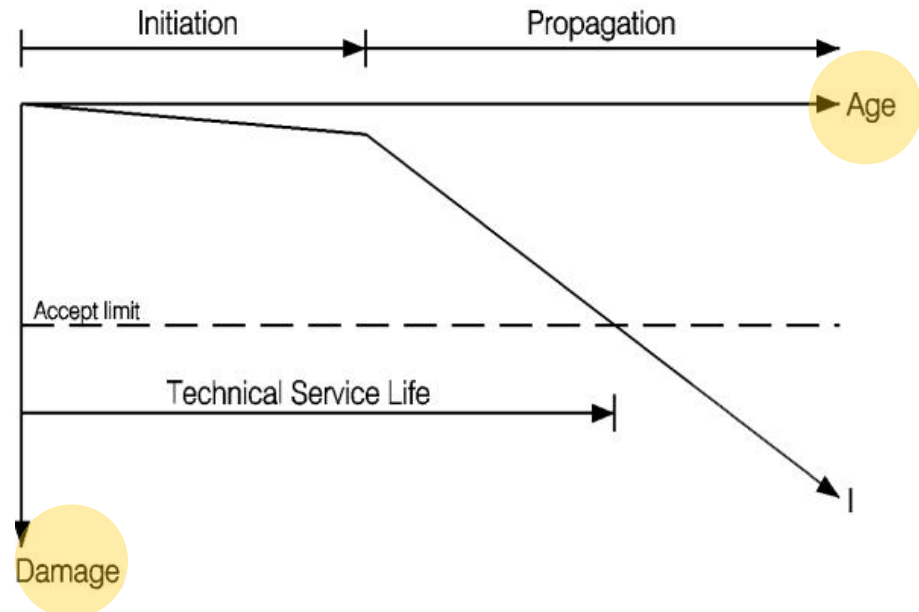 Initiation
Propagation
Age
Accept limit
Technical Service Life
I
Damage